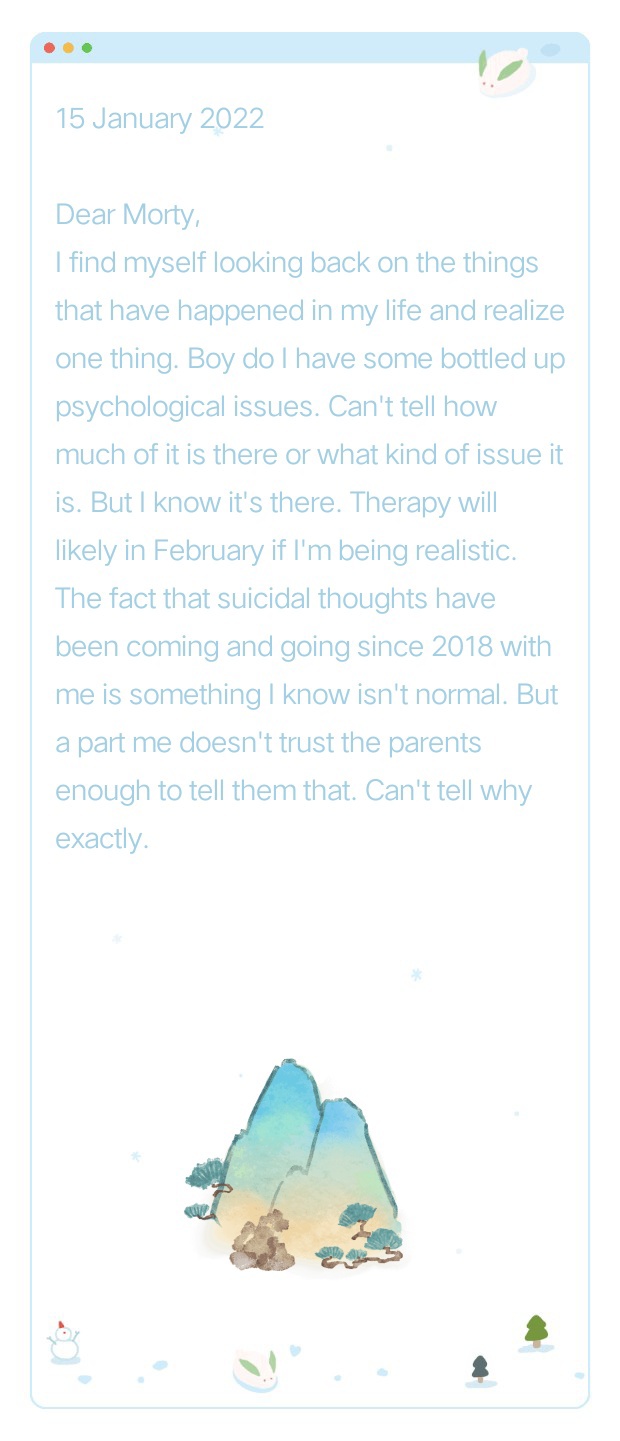 15 January 2022
Dear Morty,
I find myself looking back on the things
that have happened in my life and realize
one thing. Boy do I have some bottled up
psychological issues. Can't tell how
much of it is there or what kind of issue it
is. But I know it's there. Therapy will
likely in February if I'm being realistic.
The fact that suicidal thoughts have
been coming and going since 2018 with
me is something I know isn't normal. But
a part me doesn't trust the parents
enough to tell them that. Can't tell why
exactly.